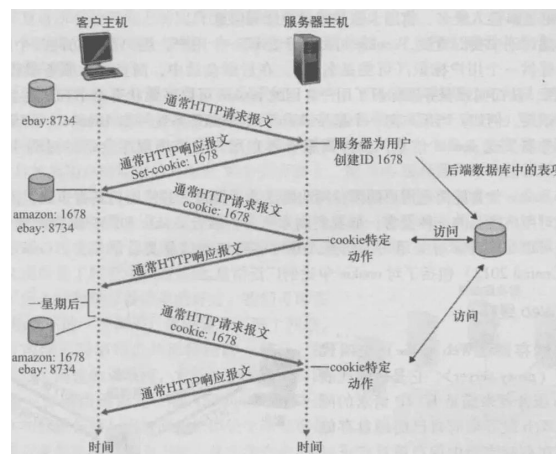 客户主机
服务器主机
ebay:8734
通常HTTP请求报文
服务器为用户
创建ID 1678
后端数据库中的表项
通常HTTP响应报文
Set-cookie: 1678
amazon: 1678
ebay: 8734
通常HTTP请求报文
cookie: 1678
cookie特定
动作
访问
通常HTTP响应报文
一星期后
访问
通常HTTP请求报文
cookie: 1678
amazon: 1678
ebay: 8734
cookie特定
动作
通常HTTP响应报文
时间
时间